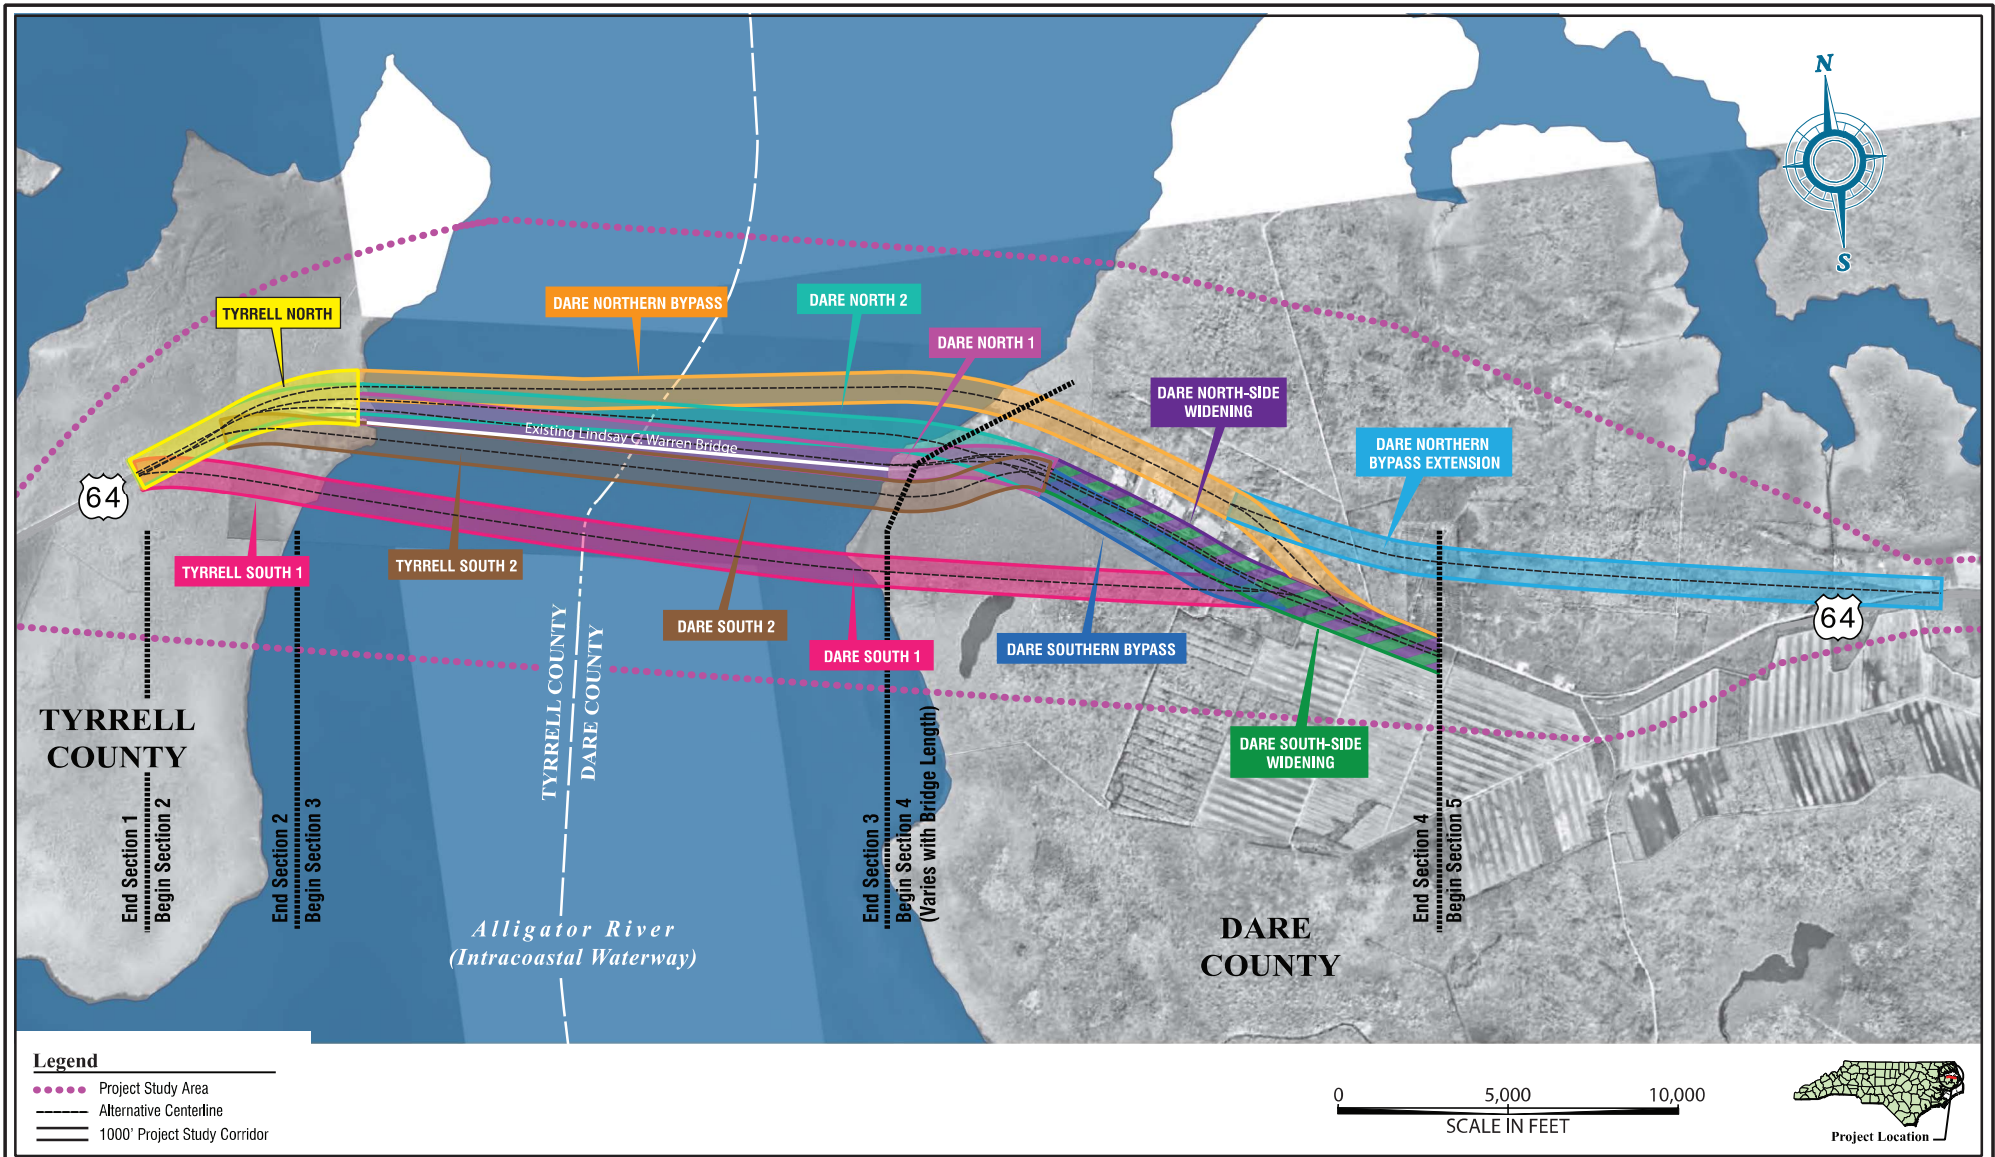 N
S
TYRRELL NORTH
DARE NORTHERN BYPASS
DARE NORTH 2
DARE NORTH 1
DARE NORTH-SIDE
WIDENING
DARE NORTHERN
BYPASS EXTENSION
Existing Lindsay C. Warren Bridge
64
TYRRELL SOUTH 1
TYRRELL SOUTH 2
DARE SOUTH 2
DARE SOUTH 1
DARE SOUTHERN BYPASS
64
DARE SOUTH-SIDE
WIDENING
TYRRELL COUNTY
DARE COUNTY
TYRRELL
COUNTY
End Section 1
Begin Section 2
End Section 2
Begin Section 3
End Section 3
Begin Section 4
(Varies with Bridge Length)
End Section 4
Begin Section 5
Alligator River
(Intracoastal Waterway)
DARE
COUNTY
Legend
Project Study Area
Alternative Centerline
1000' Project Study Corridor
0 5,000 10,000
SCALE IN FEET
Project Location